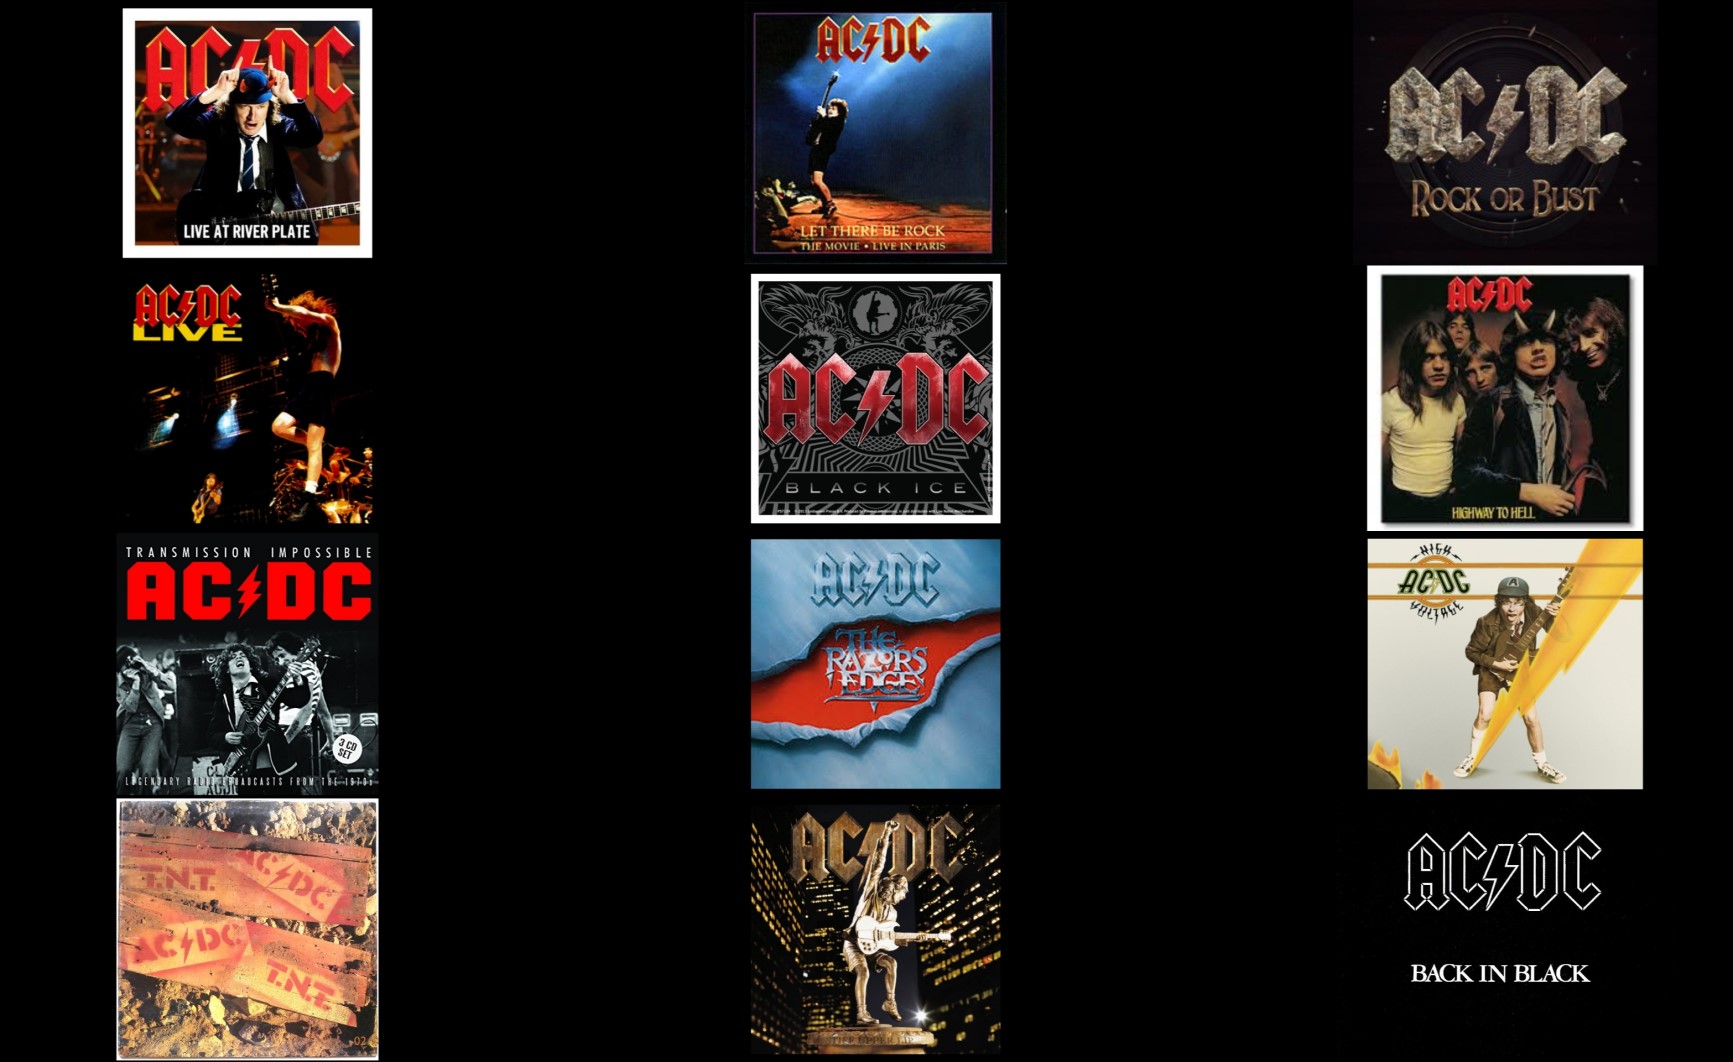 AC⚡DC
LIVE AT RIVER PLATE
AC⚡DC
LET THERE BE ROCK
THE MOVIE • LIVE IN PARIS
AC⚡DC
ROCK OR BUST
AC⚡DC
LIVE
AC⚡DC
BLACK ICE
AC⚡DC
HIGHWAY TO HELL
TRANSMISSION IMPOSSIBLE
AC⚡DC
3 CD
SET
LEGENDARY RADIO BROADCASTS FROM THE 1970s
AC⚡DC
THE
RAZORS
EDGE
HIGH
AC⚡DC
VOLTAGE
A
AC⚡DC
T.N.T.
AC⚡DC
T.N.T.
AC⚡DC
AC⚡DC
BACK IN BLACK